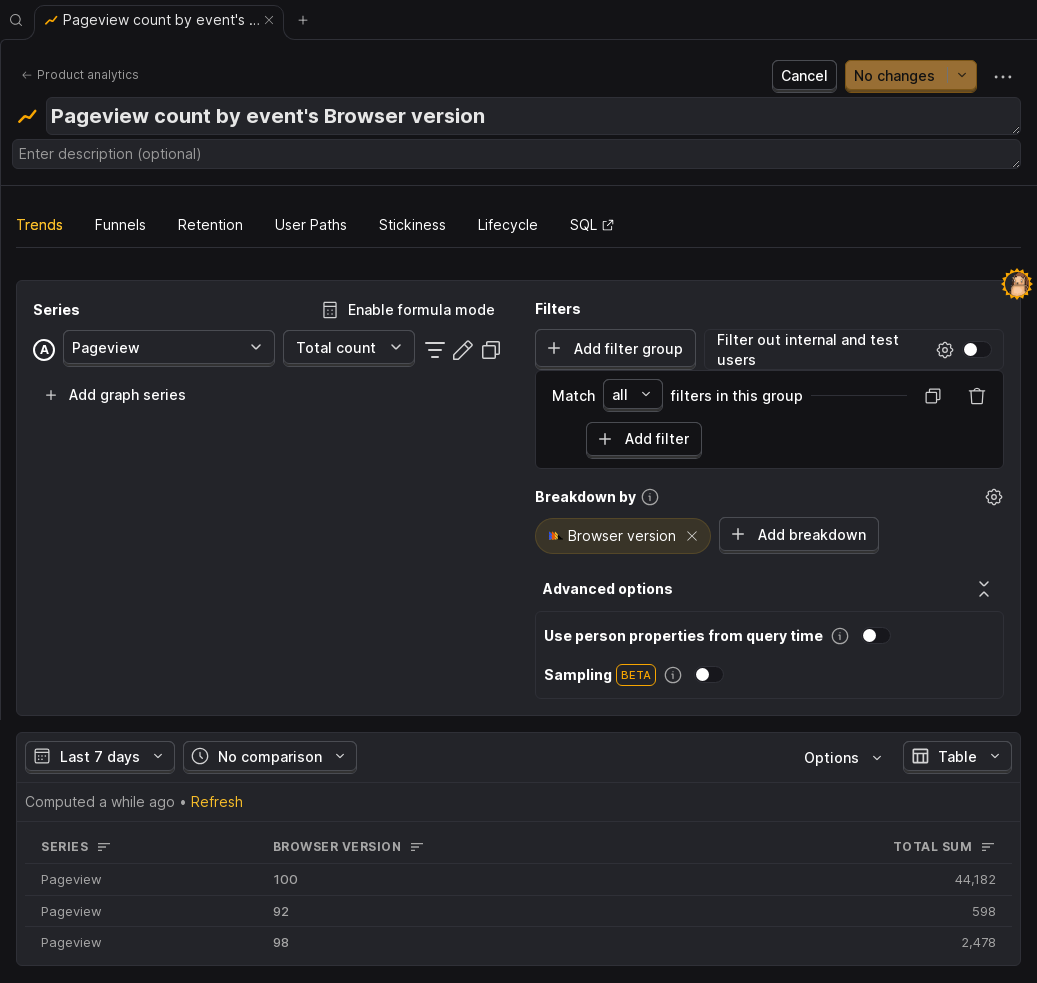 Pageview count by event's ...
Product analytics
Cancel
No changes
Pageview count by event's Browser version
Enter description (optional)
Trends
Funnels
Retention
User Paths
Stickiness
Lifecycle
SQL
Series
Enable formula mode
A
Pageview
Total count
Add graph series
Filters
Add filter group
Filter out internal and test
users
Match all filters in this group
Add filter
Breakdown by
Browser version
Add breakdown
Advanced options
Use person properties from query time
Sampling BETA
Last 7 days
No comparison
Options
Table
Computed a while ago • Refresh
SERIES BROWSER VERSION TOTAL SUM
Pageview 100 44,182
Pageview 92 598
Pageview 98 2,478